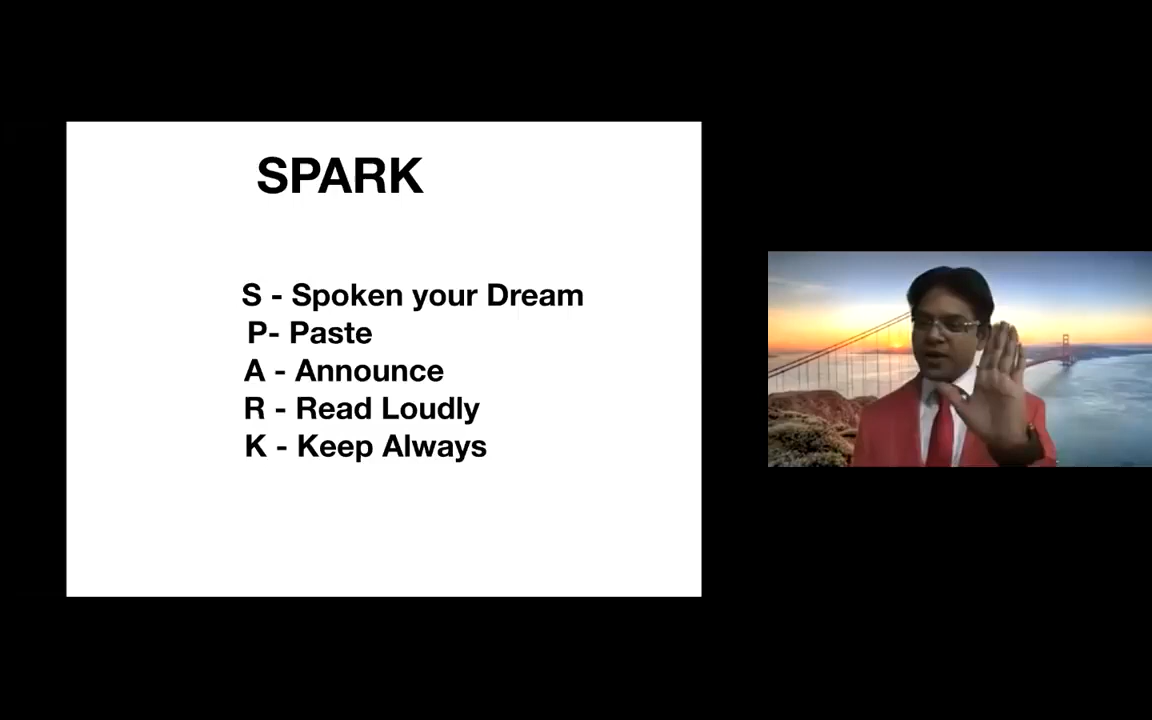 SPARK
S - Spoken your Dream
P- Paste
A - Announce
R - Read Loudly
K - Keep Always